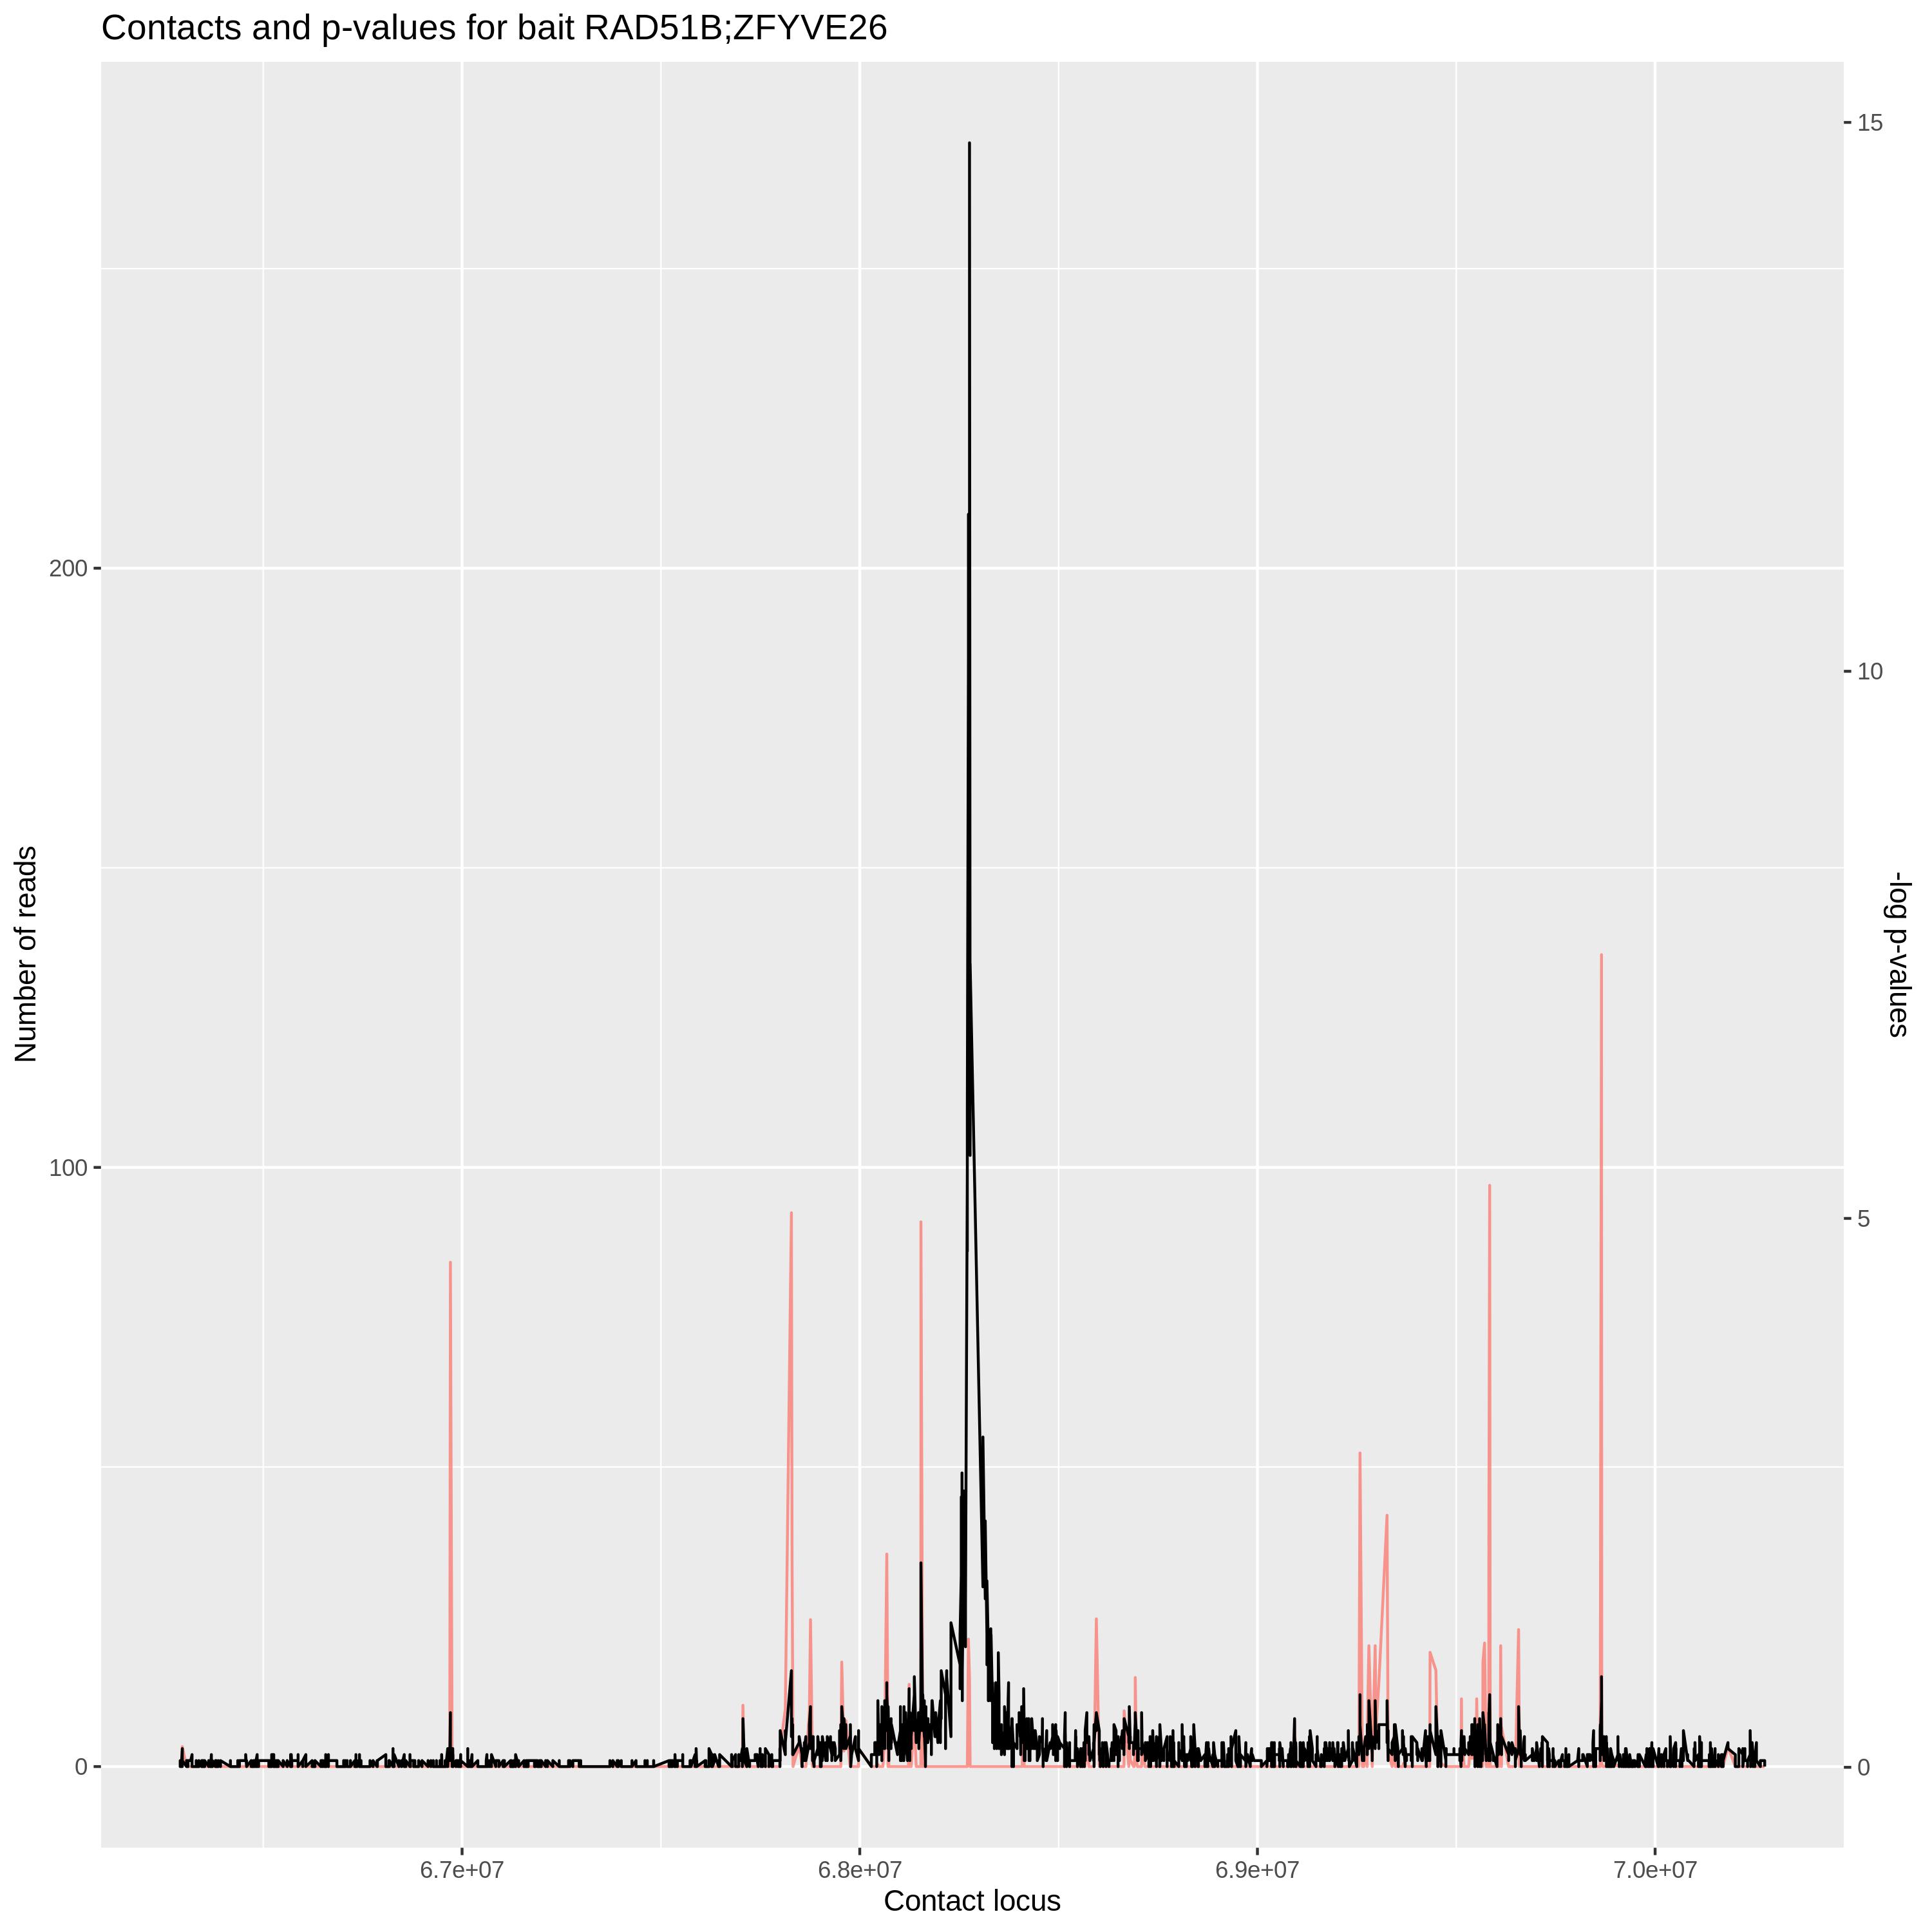 Contacts and p-values for bait RAD51B;ZFYVE26
15
200
10
Number of reads
-log p-values
100
5
0
0
6.7e+07
6.8e+07
6.9e+07
7.0e+07
Contact locus